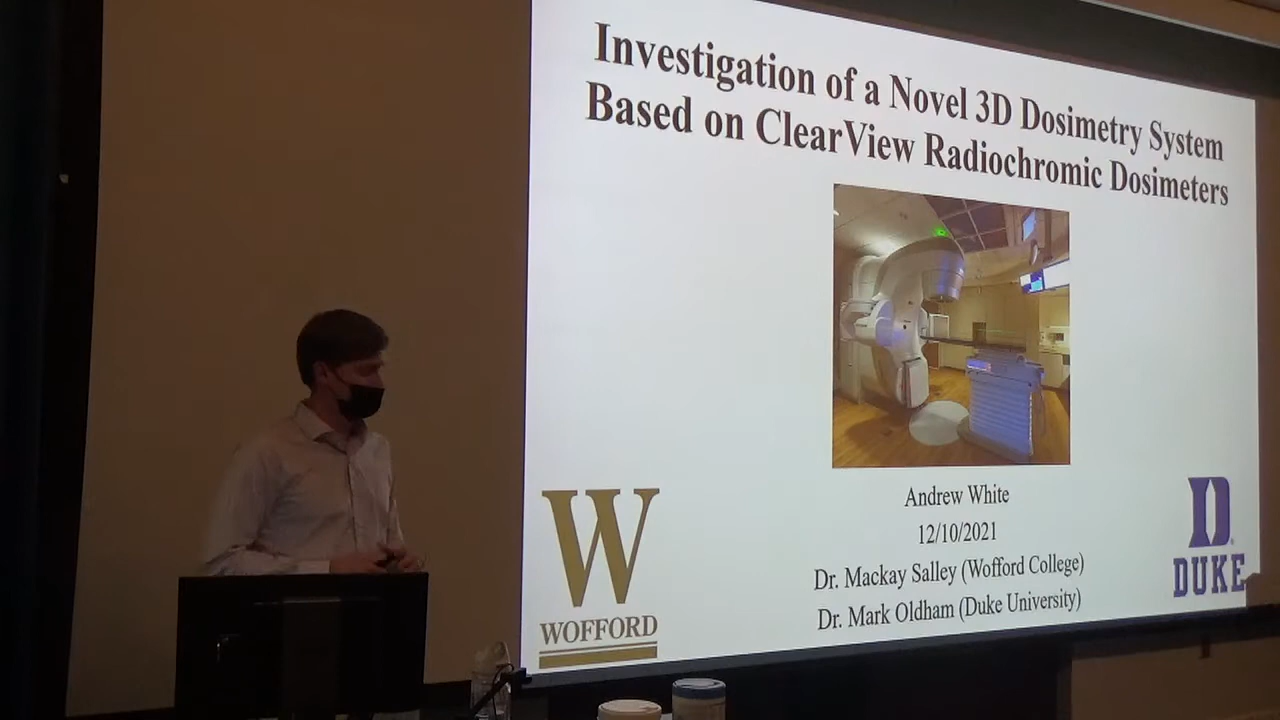 Investigation of a Novel 3D Dosimetry System
Based on ClearView Radiochromic Dosimeters
Andrew White
12/10/2021
Dr. Mackay Salley (Wofford College)
Dr. Mark Oldham (Duke University)
W
WOFFORD
D
DUKE